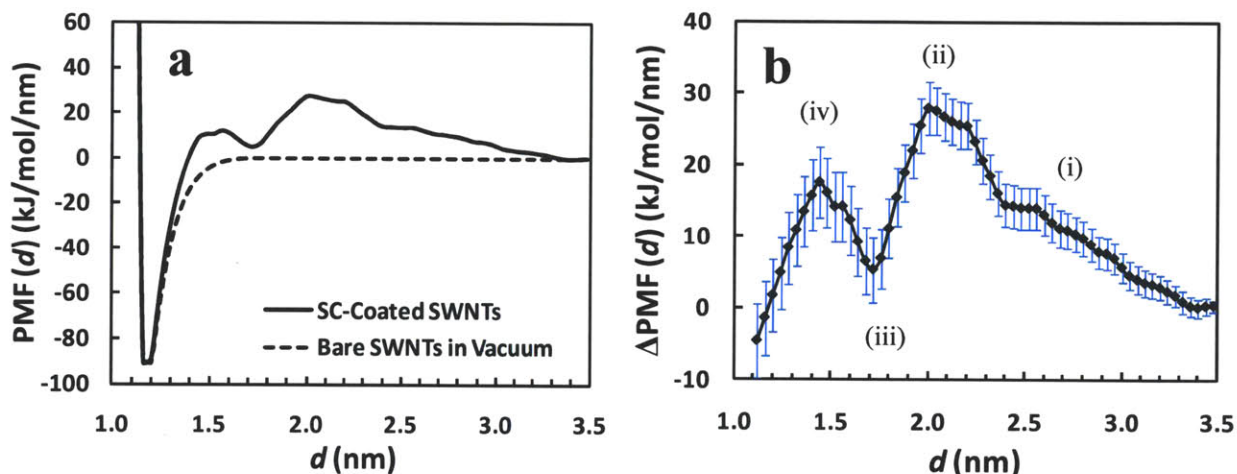 a
PMF (d) (kJ/mol/nm)
60
40
20
0
-20
-40
-60
-80
-100
SC-Coated SWNTs
Bare SWNTs in Vacuum
1.0 1.5 2.0 2.5 3.0 3.5
d (nm)
b
ΔPMF (d) (kJ/mol/nm)
40
30
20
10
0
-10
(ii)
(iv)
(i)
(iii)
1.0 1.5 2.0 2.5 3.0 3.5
d (nm)